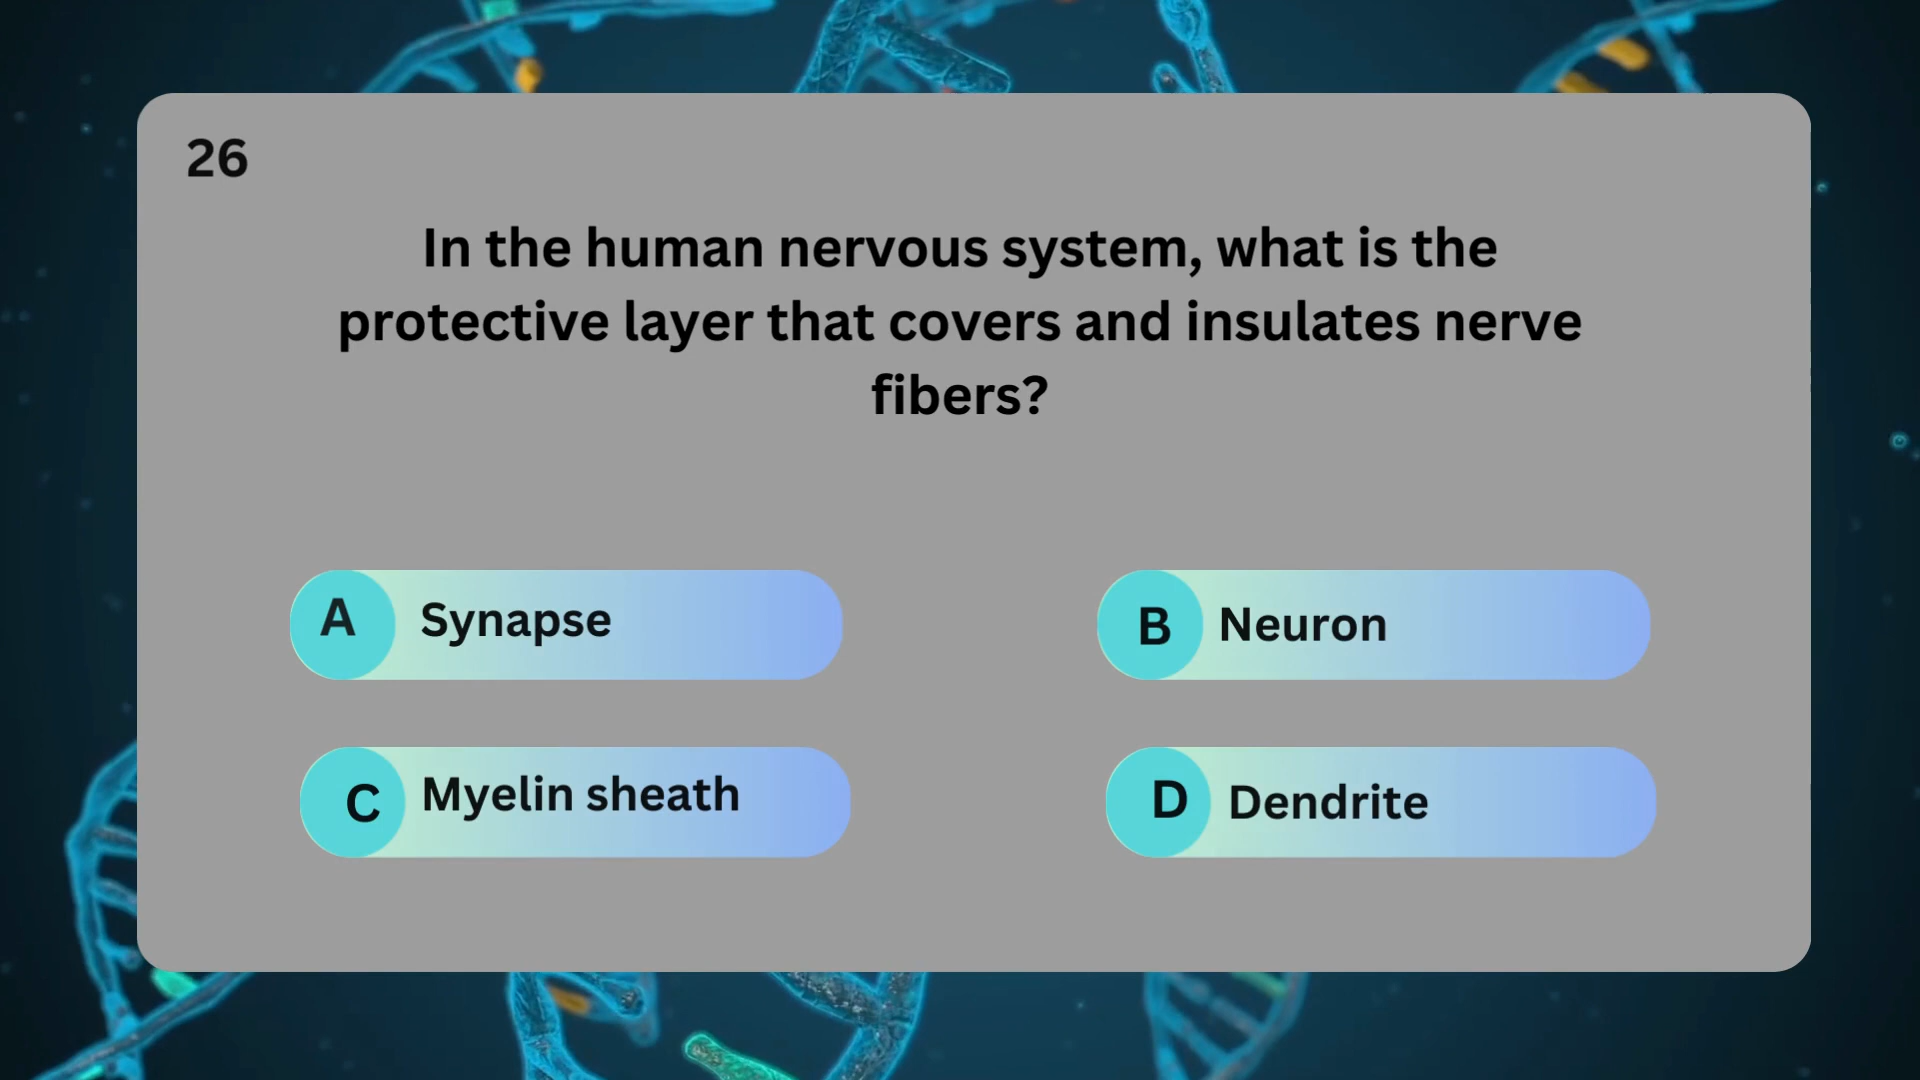 26
In the human nervous system, what is the
protective layer that covers and insulates nerve
fibers?
A Synapse
B Neuron
C Myelin sheath
D Dendrite